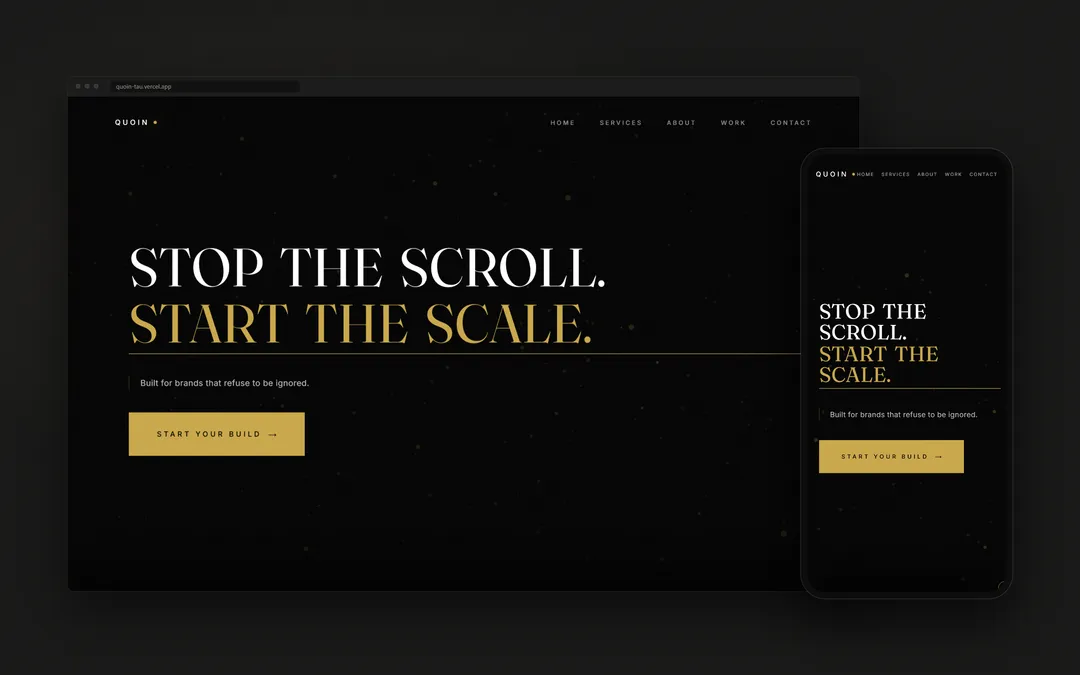 quoin-tau.vercel.app
QUOIN
HOME SERVICES ABOUT WORK CONTACT
STOP THE SCROLL.
START THE SCALE.
Built for brands that refuse to be ignored.
START YOUR BUILD →
QUOIN HOME SERVICES ABOUT WORK CONTACT
STOP THE
SCROLL.
START THE
SCALE.
Built for brands that refuse to be ignored.
START YOUR BUILD →